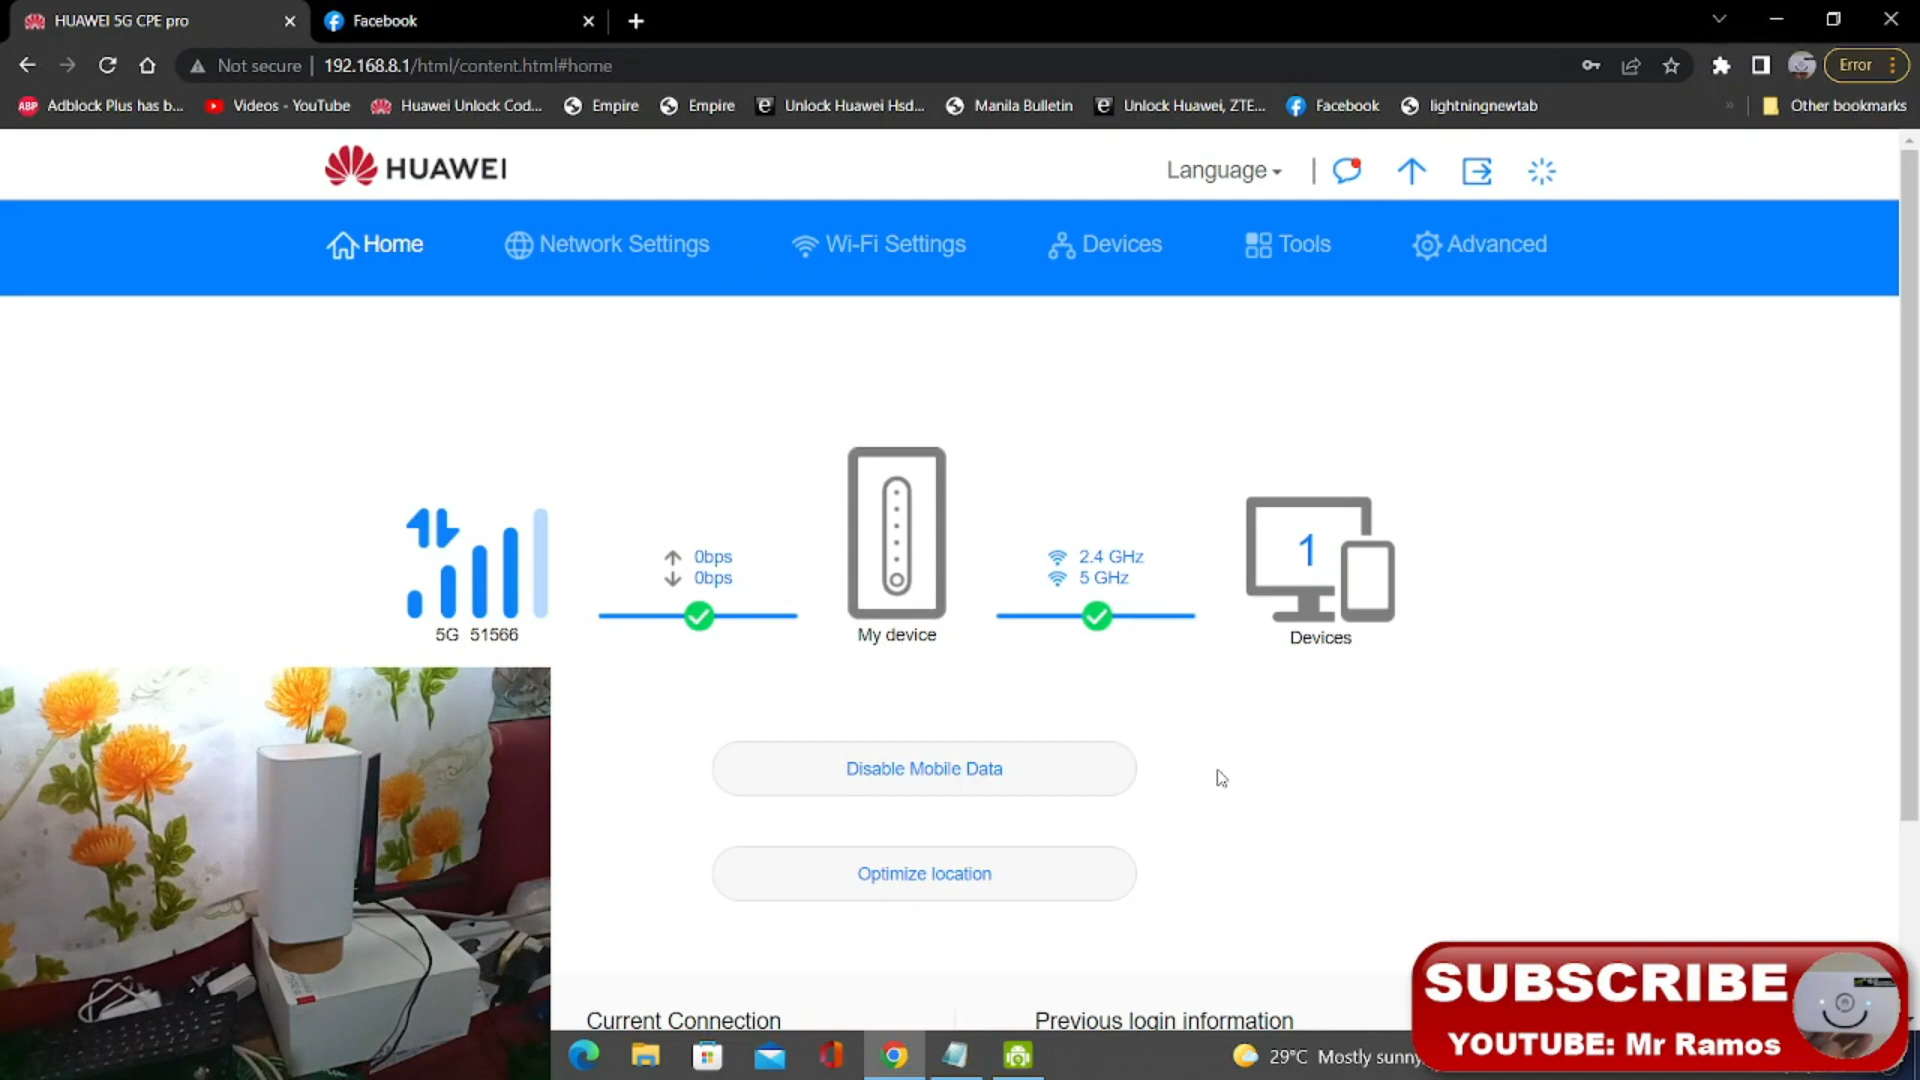 HUAWEI 5G CPE pro
Facebook
Not secure 192.168.8.1/html/content.html#home
Error
ABP Adblock Plus has b... Videos - YouTube Huawei Unlock Cod... Empire Empire Unlock Huawei Hsd... Manila Bulletin Unlock Huawei, ZTE... Facebook lightningnewtab » Other bookmarks
HUAWEI
Language
Home Network Settings Wi-Fi Settings Devices Tools Advanced
0bps
0bps
2.4 GHz
5 GHz
1
5G 51566
My device
Devices
Disable Mobile Data
Optimize location
Current Connection
Previous login information
SUBSCRIBE
YOUTUBE: Mr Ramos
29°C Mostly sunny